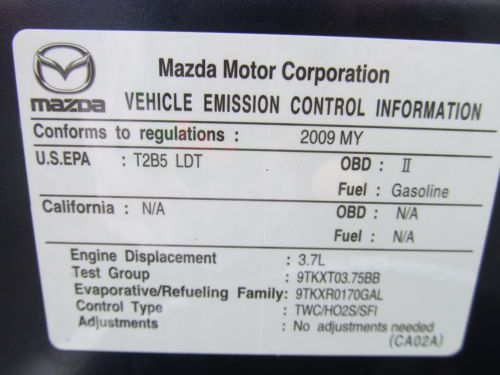 Mazda Motor Corporation
mazda VEHICLE EMISSION CONTROL INFORMATION
Conforms to regulations : 2009 MY
U.S.EPA : T2B5 LDT OBD : II
Fuel : Gasoline
California : N/A OBD : N/A
Fuel : N/A
Engine Displacement : 3.7L
Test Group : 9TKXT03.75BB
Evaporative/Refueling Family: 9TKXR0170GAL
Control Type : TWC/HO2S/SFI
Adjustments : No adjustments needed
(CA02A)